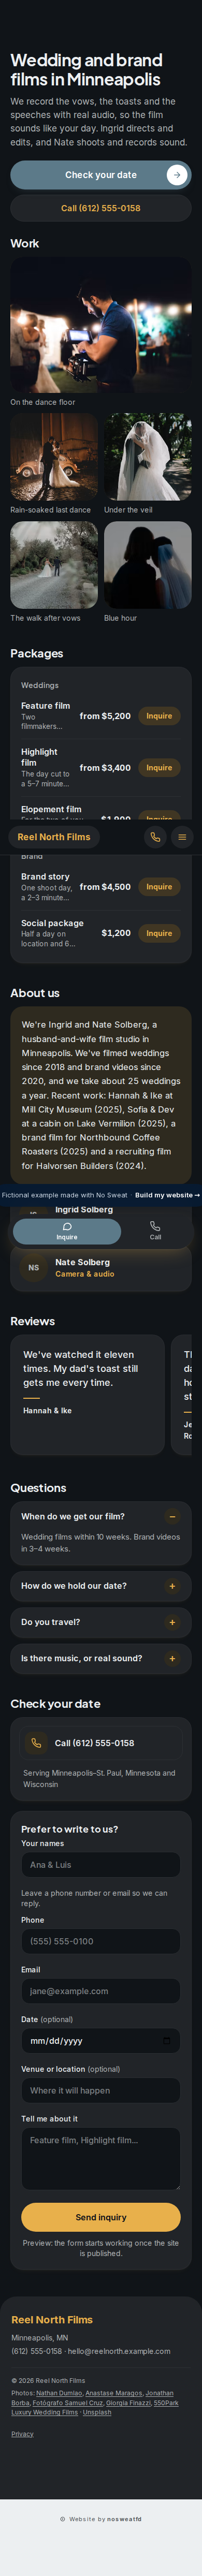 Wedding and brand
films in Minneapolis
We record the vows, the toasts and the
speeches with real audio, so the film
sounds like your day. Ingrid directs and
edits, and Nate shoots and records sound.
Check your date
Call (612) 555-0158
Work
On the dance floor
Rain-soaked last dance
Under the veil
The walk after vows
Blue hour
Packages
Weddings
Feature film
Two
filmmakers...
from $5,200
Inquire
Highlight
film
The day cut to
a 5–7 minute...
from $3,400
Inquire
Elopement film
Reel North Films
Brand
Brand story
One shoot day,
a 2–3 minute...
from $4,500
Inquire
Social package
Half a day on
location and 6...
$1,200
Inquire
About us
We're Ingrid and Nate Solberg, a
husband-and-wife film studio in
Minneapolis. We've filmed weddings
since 2018 and brand videos since
2020, and we take about 25 weddings
a year. Recent work: Hannah & Ike at
Mill City Museum (2025), Sofia & Dev
at a cabin on Lake Vermilion (2025), a
brand film for Northbound Coffee
Roasters (2025) and a recruiting film
for Halvorsen Builders (2024).
Fictional example made with No Sweat · Build my website →
Ingrid Solberg
Inquire
Call
NS
Nate Solberg
Camera & audio
Reviews
We've watched it eleven
times. My dad's toast still
gets me every time.
Hannah & Ike
Questions
When do we get our film?
Wedding films within 10 weeks. Brand videos
in 3–4 weeks.
How do we hold our date?
Do you travel?
Is there music, or real sound?
Check your date
Call (612) 555-0158
Serving Minneapolis–St. Paul, Minnesota and
Wisconsin
Prefer to write to us?
Your names
Ana & Luis
Leave a phone number or email so we can
reply.
Phone
(555) 555-0100
Email
jane@example.com
Date (optional)
mm/dd/yyyy
Venue or location (optional)
Where it will happen
Tell me about it
Feature film, Highlight film...
Send inquiry
Preview: the form starts working once the site
is published.
Reel North Films
Minneapolis, MN
(612) 555-0158 · hello@reelnorth.example.com
© 2026 Reel North Films
Photos: Nathan Dumlao, Anastase Maragos, Jonathan
Borba, Fotógrafo Samuel Cruz, Giorgia Finazzi, 550Park
Luxury Wedding Films · Unsplash
Privacy
Website by nosweatfd